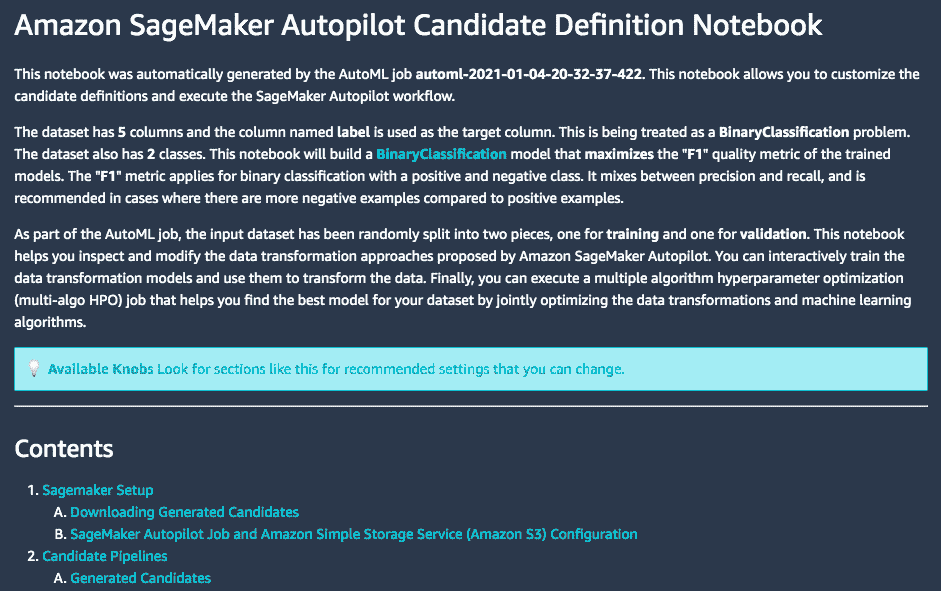 Amazon SageMaker Autopilot Candidate Definition Notebook
This notebook was automatically generated by the AutoML job automl-2021-01-04-20-32-37-422. This notebook allows you to customize the
candidate definitions and execute the SageMaker Autopilot workflow.
The dataset has 5 columns and the column named label is used as the target column. This is being treated as a BinaryClassification problem.
The dataset also has 2 classes. This notebook will build a BinaryClassification model that maximizes the "F1" quality metric of the trained
models. The "F1" metric applies for binary classification with a positive and negative class. It mixes between precision and recall, and is
recommended in cases where there are more negative examples compared to positive examples.
As part of the AutoML job, the input dataset has been randomly split into two pieces, one for training and one for validation. This notebook
helps you inspect and modify the data transformation approaches proposed by Amazon SageMaker Autopilot. You can interactively train the
data transformation models and use them to transform the data. Finally, you can execute a multiple algorithm hyperparameter optimization
(multi-algo HPO) job that helps you find the best model for your dataset by jointly optimizing the data transformations and machine learning
algorithms.
Available Knobs Look for sections like this for recommended settings that you can change.
Contents
1. Sagemaker Setup
A. Downloading Generated Candidates
B. SageMaker Autopilot Job and Amazon Simple Storage Service (Amazon S3) Configuration
2. Candidate Pipelines
A. Generated Candidates